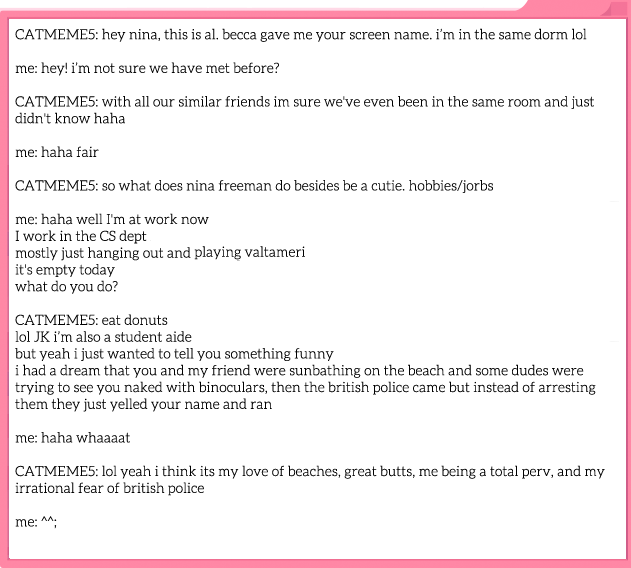 CATMEME5: hey nina, this is al. becca gave me your screen name. i'm in the same dorm lol
me: hey! i'm not sure we have met before?
CATMEME5: with all our similar friends im sure we've even been in the same room and just
didn't know haha
me: haha fair
CATMEME5: so what does nina freeman do besides be a cutie. hobbies/jorbs
me: haha well I'm at work now
I work in the CS dept
mostly just hanging out and playing valtameri
it's empty today
what do you do?
CATMEME5: eat donuts
lol JK i'm also a student aide
but yeah i just wanted to tell you something funny
i had a dream that you and my friend were sunbathing on the beach and some dudes were
trying to see you naked with binoculars, then the british police came but instead of arresting
them they just yelled your name and ran
me: haha whaaaat
CATMEME5: lol yeah i think its my love of beaches, great butts, me being a total perv, and my
irrational fear of british police
me: ^^;